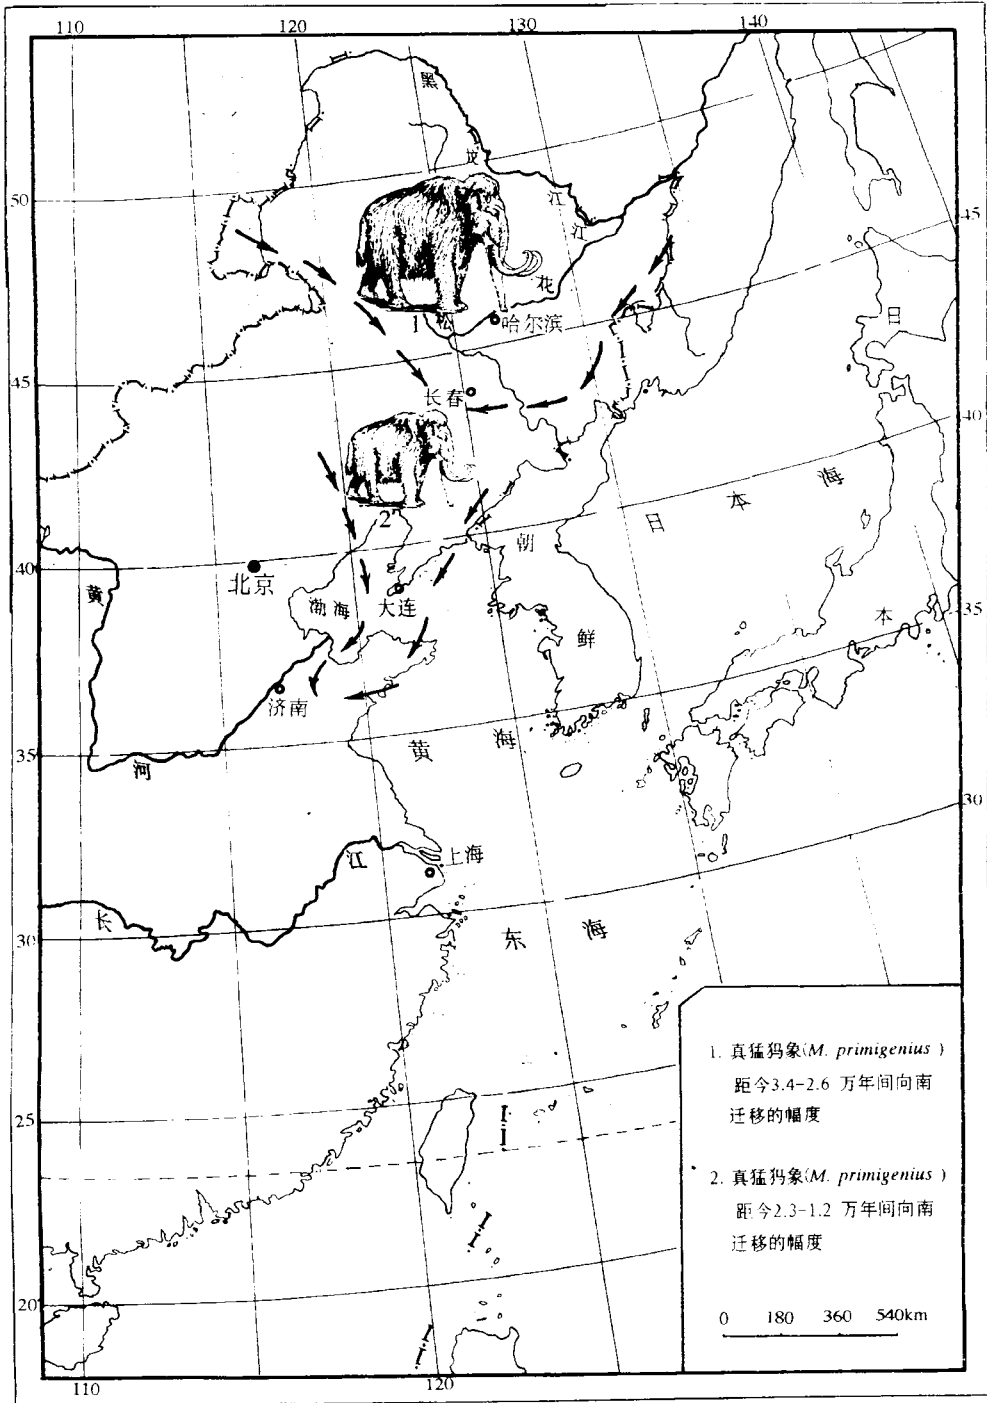 110
120
130
140
黑
龙
江
50
江
45
花
日
1
松
哈尔滨
45
长春
40
海
本
日
2
朝
40
北京
黄
渤海
大连
35
本
鲜
济南
黄
海
35
河
30
江
上海
长
东
海
30
1. 真猛犸象(M. primigenius)
距今3.4-2.6 万年间向南
迁移的幅度
25
2. 真猛犸象(M. primigenius)
距今2.3-1.2 万年间向南
迁移的幅度
20
0 180 360 540km
110
120